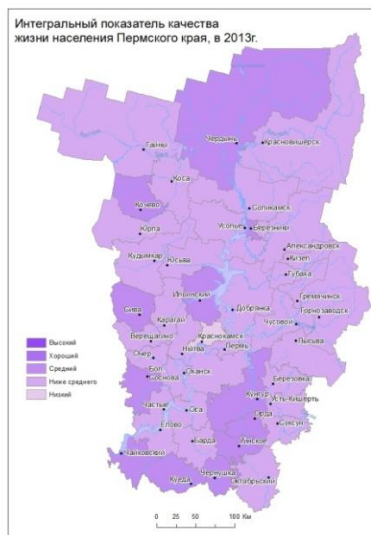 Интегральный показатель качества
жизни населения Пермского края, в 2013г.
Чердынь
Красновишерск
Гайны
Коса
Кочево
Соликамск
Усолье
Березники
Юрла
Александровск
Кудымкар
Юсьва
Кизел
Губаха
Ильинский
Гремячинск
Добрянка
Горнозаводск
Сива
Карагай
Чусовой
Верещагино
Краснокамск
Лысьва
Очер
Нытва
Пермь
Высокий
Хороший
Средний
Ниже среднего
Низкий
Бол.
Соснова
Оханск
Березовка
Кунгур
Усть-Кишерть
Частые
Оса
Орда
Суксун
Елово
Барда
Уинское
Чайковский
Куеда
Чернушка
Октябрьский
0 25 50 100 Км